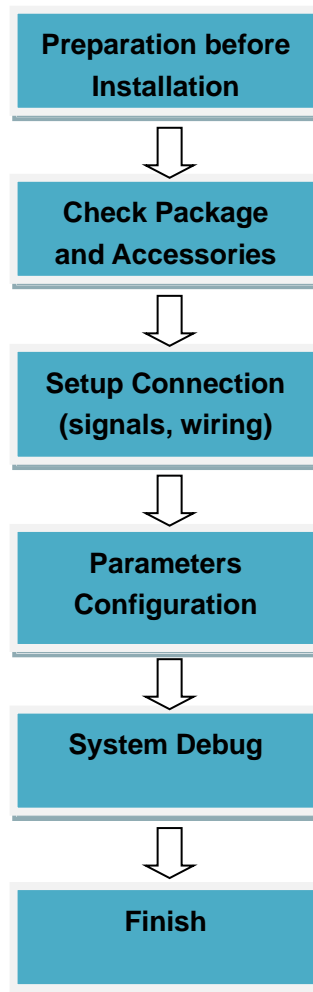 Preparation before
Installation
Check Package
and Accessories
Setup Connection
(signals, wiring)
Parameters
Configuration
System Debug
Finish